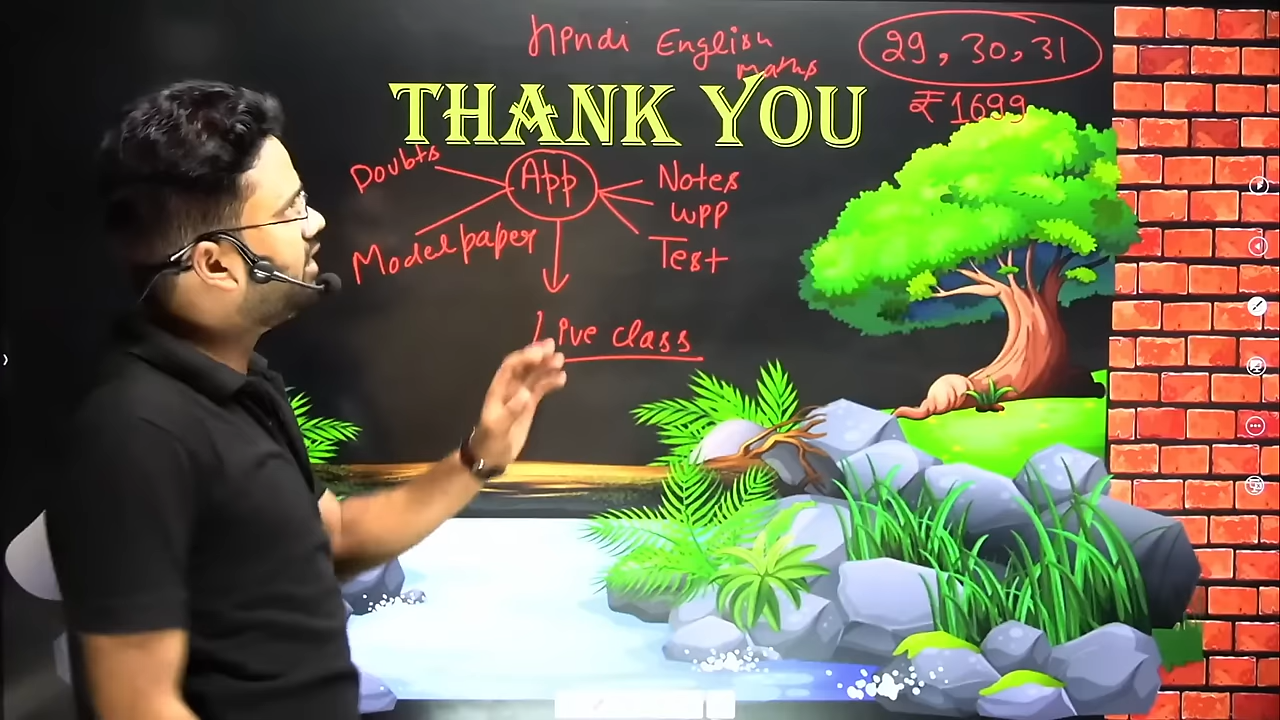 Hindi English maths
29, 30, 31
₹1699
THANK YOU
Doubts
App
Notes
WPP
Model paper
Test
Live class